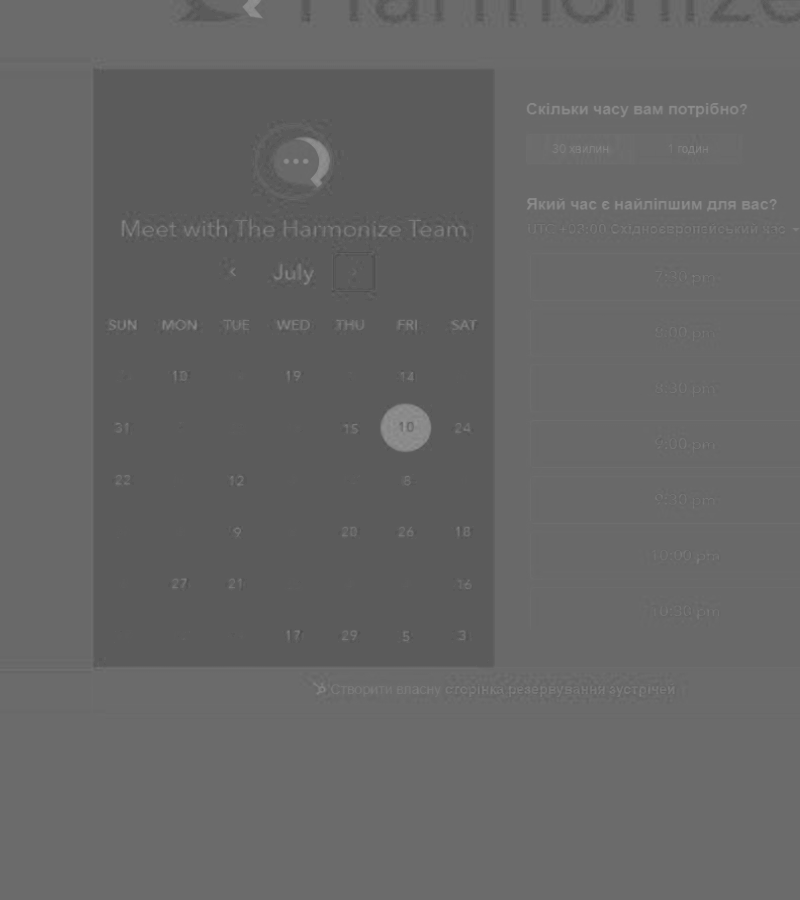 Harmonize
Meet with The Harmonize Team
July
SUN MON TUE WED THU FRI SAT
18 19 14
31 15 10 24
22 12 8
9 28 26 18
27 21 16
17 29 5 3
Скільки часу вам потрібно?
30 хвилин 1 годин
Який час є найліпшим для вас?
UTC +03:00 Східноєвропейський час
7:30 pm
8:00 pm
8:30 pm
9:00 pm
9:30 pm
10:00 pm
10:30 pm
Створити власну сторінка резервування зустрічей